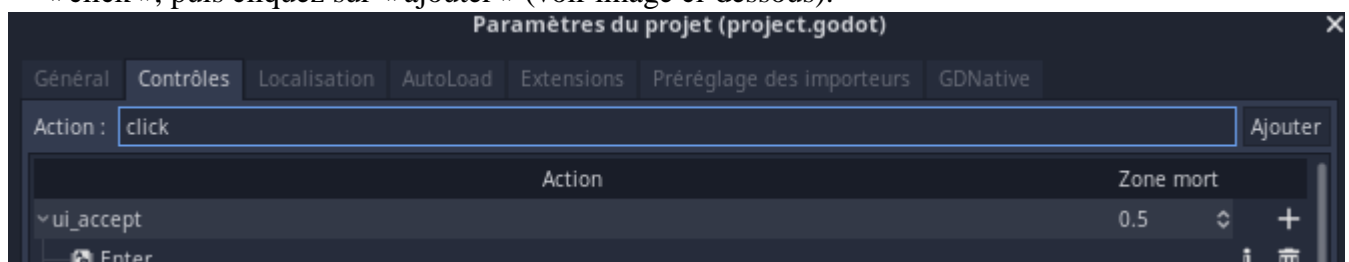 « click », puis cliquez sur « ajouter » (voir image ci-dessous).
Paramètres du projet (project.godot)
Général Contrôles Localisation AutoLoad Extensions Préréglage des importeurs GDNative
Action : click Ajouter
Action Zone mort
ui_accept 0.5
Enter